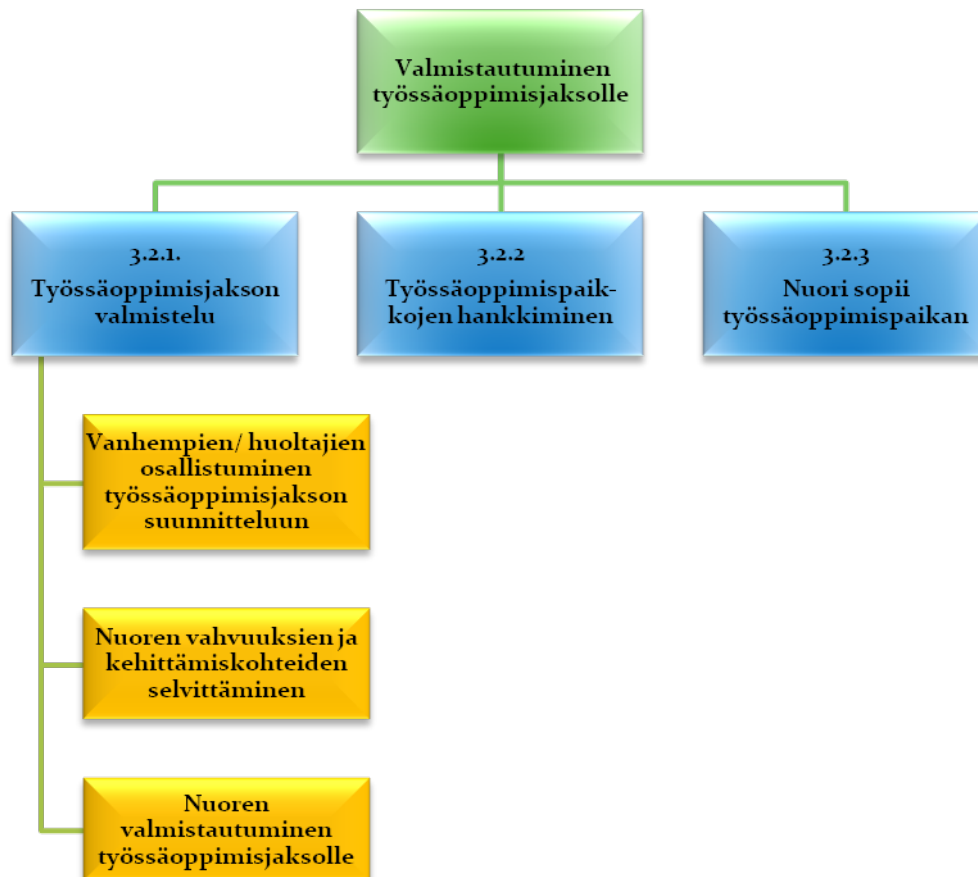 Valmistautuminen
työssäoppimisjaksolle
3.2.1.
Työssäoppimisjakson
valmistelu
3.2.2
Työssäoppimispaik-
kojen hankkiminen
3.2.3
Nuori sopii
työssäoppimispaikan
Vanhempien/ huoltajien
osallistuminen
työssäoppimisjakson
suunnitteluun
Nuoren vahvuuksien ja
kehittämiskohteiden
selvittäminen
Nuoren
valmistautuminen
työssäoppimisjaksolle